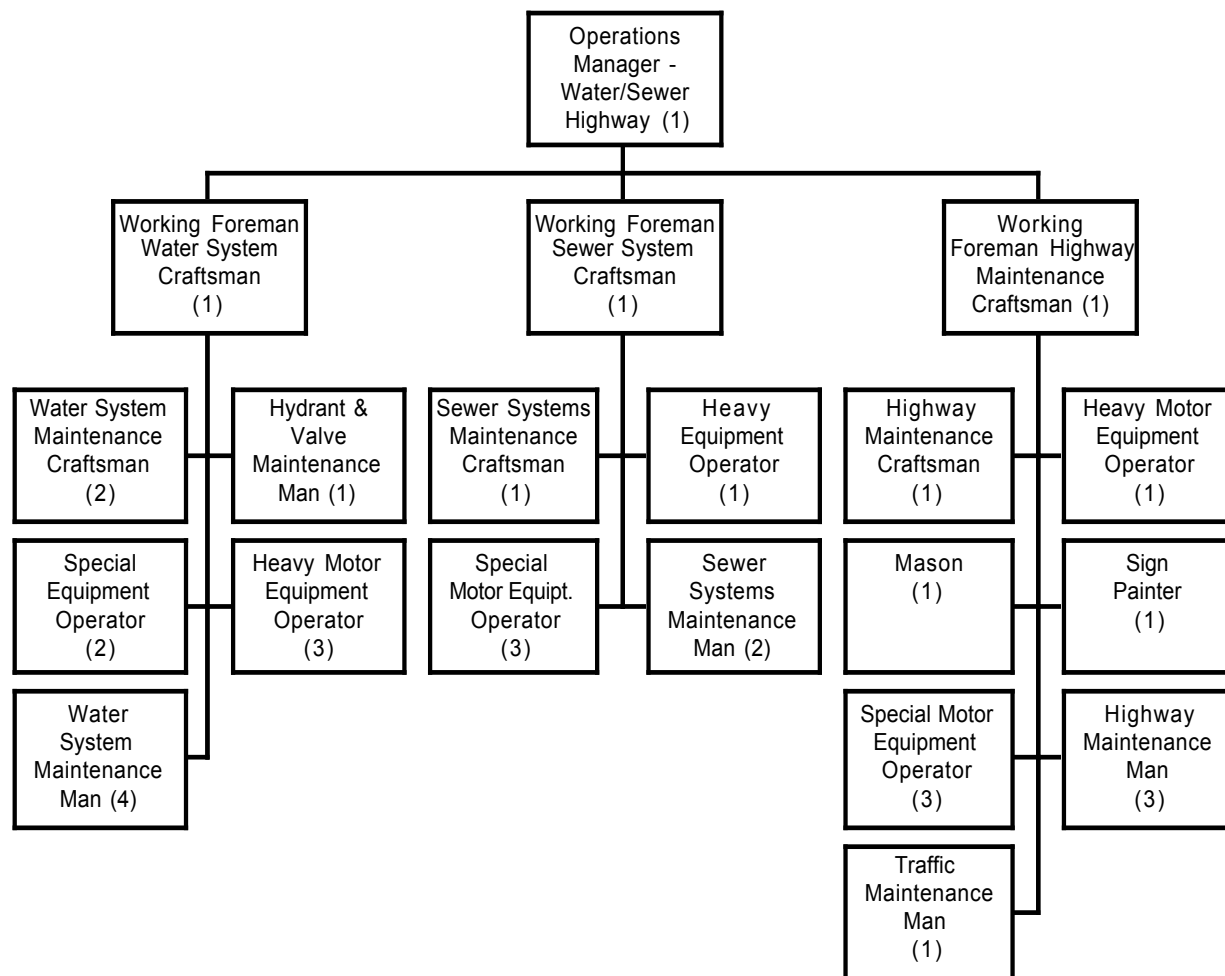 Operations
Manager -
Water/Sewer
Highway (1)
Working Foreman
Water System
Craftsman
(1)
Working Foreman
Sewer System
Craftsman
(1)
Working
Foreman Highway
Maintenance
Craftsman (1)
Water System
Maintenance
Craftsman
(2)
Hydrant &
Valve
Maintenance
Man (1)
Sewer Systems
Maintenance
Craftsman
(1)
Heavy
Equipment
Operator
(1)
Highway
Maintenance
Craftsman
(1)
Heavy Motor
Equipment
Operator
(1)
Special
Equipment
Operator
(2)
Heavy Motor
Equipment
Operator
(3)
Special
Motor Equipt.
Operator
(3)
Sewer
Systems
Maintenance
Man (2)
Mason
(1)
Sign
Painter
(1)
Water
System
Maintenance
Man (4)
Special Motor
Equipment
Operator
(3)
Highway
Maintenance
Man
(3)
Traffic
Maintenance
Man
(1)